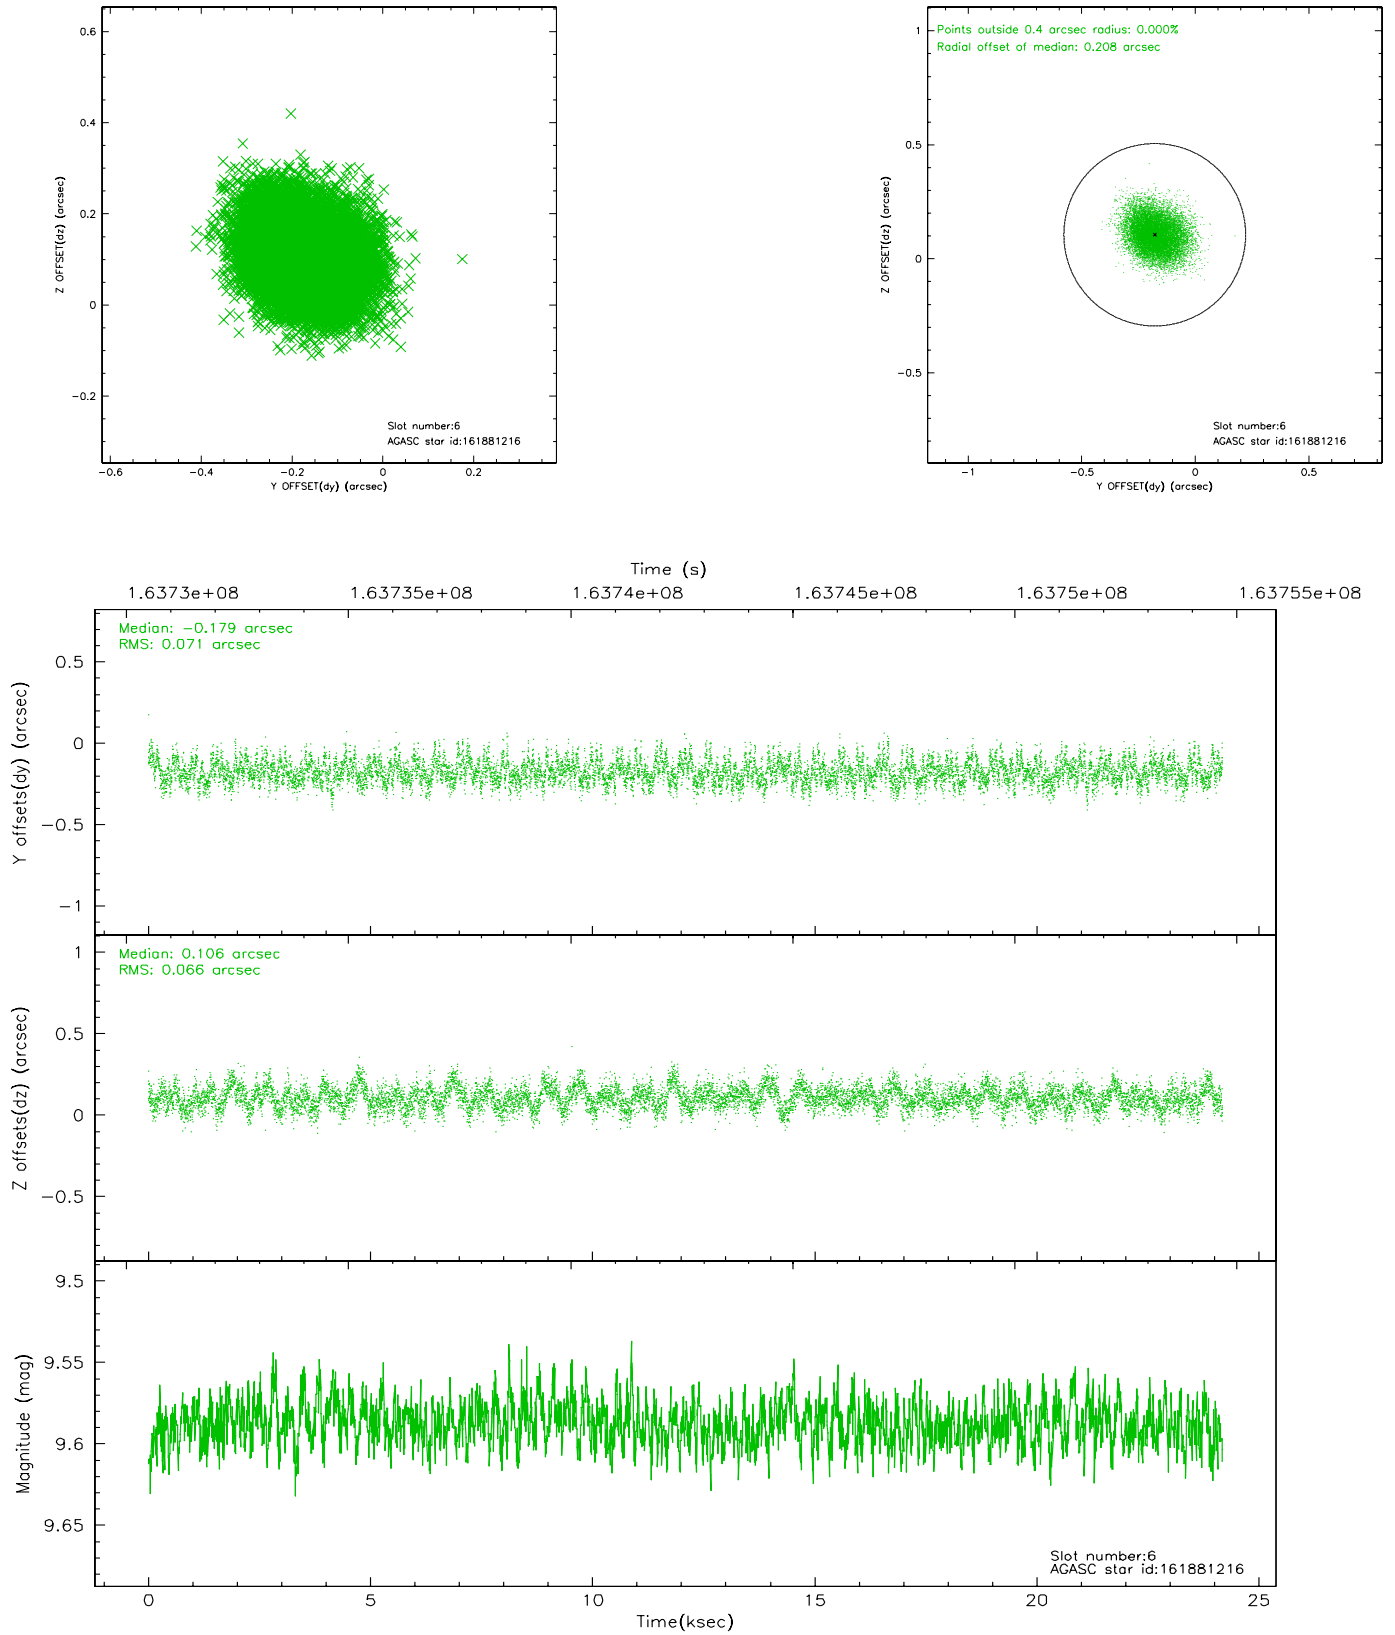 0.6
0.4
0.2
0
−0.2
Z OFFSET(dz) (arcsec)
Slot number:6
AGASC star id:161881216
−0.6 −0.4 −0.2 0 0.2
Y OFFSET(dy) (arcsec)
Points outside 0.4 arcsec radius: 0.000%
Radial offset of median: 0.208 arcsec
1
0.5
0
−0.5
Z OFFSET(dz) (arcsec)
Slot number:6
AGASC star id:161881216
−1 −0.5 0 0.5
Y OFFSET(dy) (arcsec)
Time (s)
1.6373e+08 1.63735e+08 1.6374e+08 1.63745e+08 1.6375e+08 1.63755e+08
Median: −0.179 arcsec
RMS: 0.071 arcsec
0.5
0
−0.5
−1
Y offsets(dy) (arcsec)
Median: 0.106 arcsec
RMS: 0.066 arcsec
1
0.5
0
−0.5
Z offsets(dz) (arcsec)
9.5
9.55
9.6
9.65
Magnitude (mag)
Slot number:6
AGASC star id:161881216
0 5 10 15 20 25
Time(ksec)